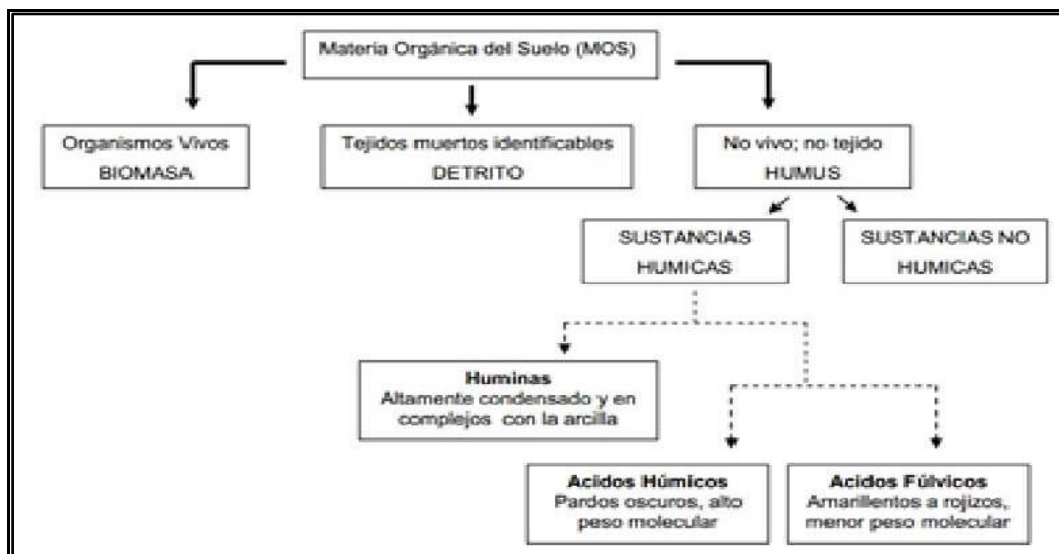 Materia Orgánica del Suelo (MOS)
Organismos Vivos
BIOMASA
Tejidos muertos identificables
DETRITO
No vivo; no tejido
HUMUS
SUSTANCIAS
HUMICAS
SUSTANCIAS NO
HUMICAS
Huminas
Altamente condensado y en
complejos con la arcilla
Acidos Húmicos
Pardos oscuros, alto
peso molecular
Acidos Fúlvicos
Amarillentos a rojizos,
menor peso molecular